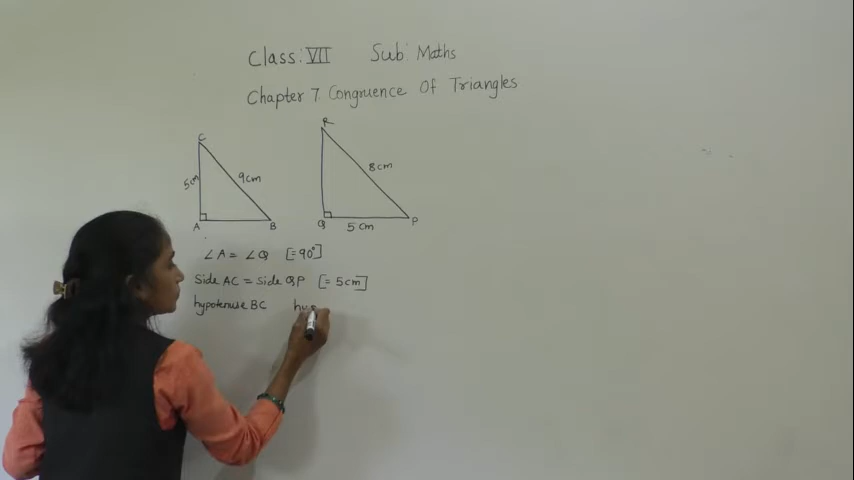 Class: VII Sub: Maths
Chapter 7. Congruence Of Triangles
C
R
5cm
9cm
8cm
A
B
Q
5 cm
P
∠A = ∠Q [=90°]
Side AC = Side QP [= 5cm]
hypotenuse BC hyp